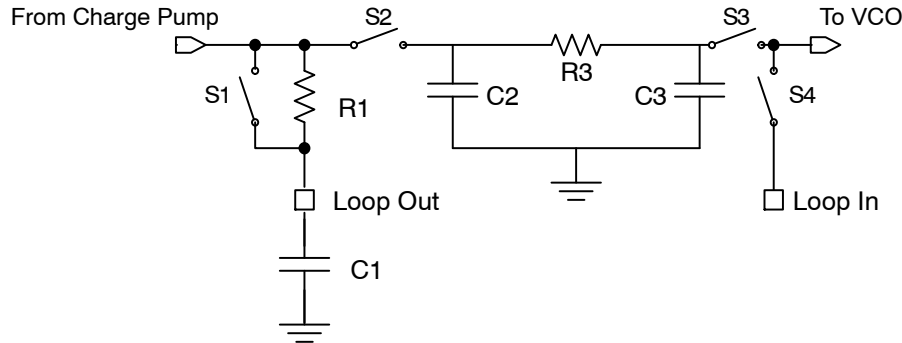 From Charge Pump
S2
S3
To VCO
S1
R1
C2
R3
C3
S4
Loop Out
Loop In
C1